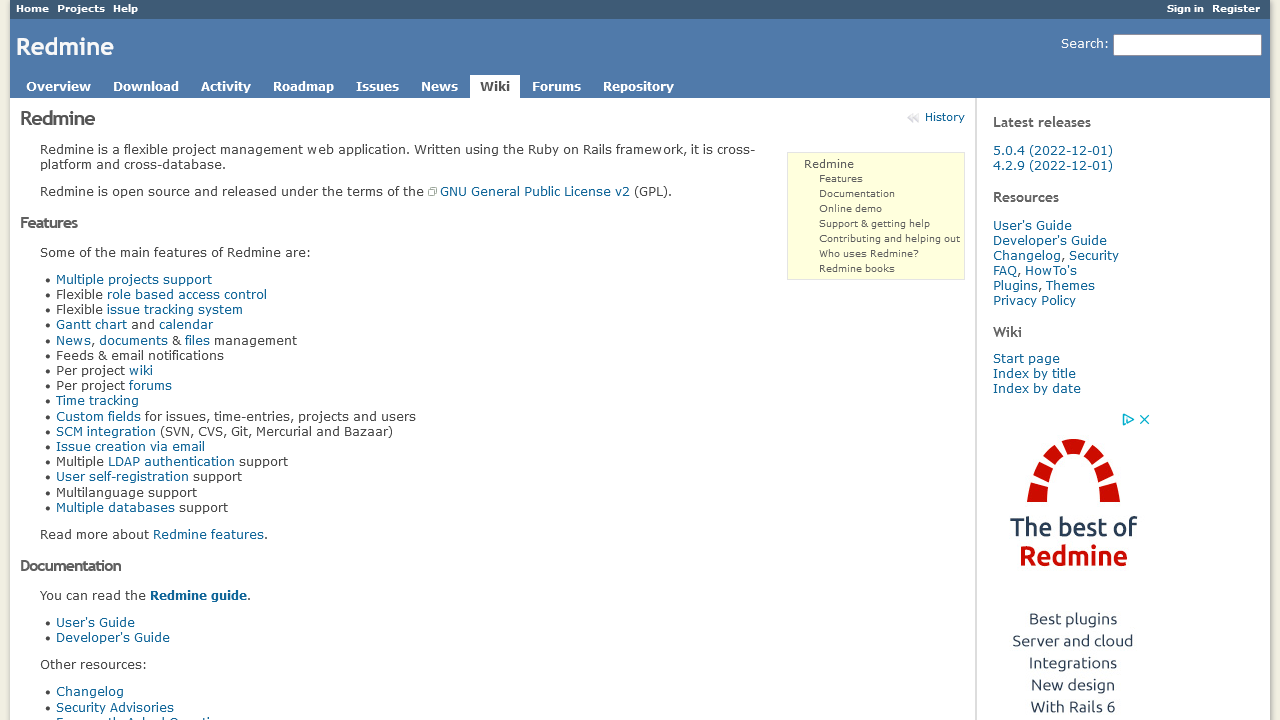 Home Projects Help
Sign in Register
Redmine
Search:
Overview Download Activity Roadmap Issues News Wiki Forums Repository
History
Redmine
Redmine is a flexible project management web application. Written using the Ruby on Rails framework, it is cross-
platform and cross-database.
Redmine is open source and released under the terms of the GNU General Public License v2 (GPL).
Redmine
Features
Documentation
Online demo
Support & getting help
Contributing and helping out
Who uses Redmine?
Redmine books
Features
Some of the main features of Redmine are:
• Multiple projects support
• Flexible role based access control
• Flexible issue tracking system
• Gantt chart and calendar
• News, documents & files management
• Feeds & email notifications
• Per project wiki
• Per project forums
• Time tracking
• Custom fields for issues, time-entries, projects and users
• SCM integration (SVN, CVS, Git, Mercurial and Bazaar)
• Issue creation via email
• Multiple LDAP authentication support
• User self-registration support
• Multilanguage support
• Multiple databases support
Read more about Redmine features.
Documentation
You can read the Redmine guide.
• User's Guide
• Developer's Guide
Other resources:
• Changelog
• Security Advisories
Latest releases
5.0.4 (2022-12-01)
4.2.9 (2022-12-01)
Resources
User's Guide
Developer's Guide
Changelog, Security
FAQ, HowTo's
Plugins, Themes
Privacy Policy
Wiki
Start page
Index by title
Index by date
The best of
Redmine
Best plugins
Server and cloud
Integrations
New design
With Rails 6